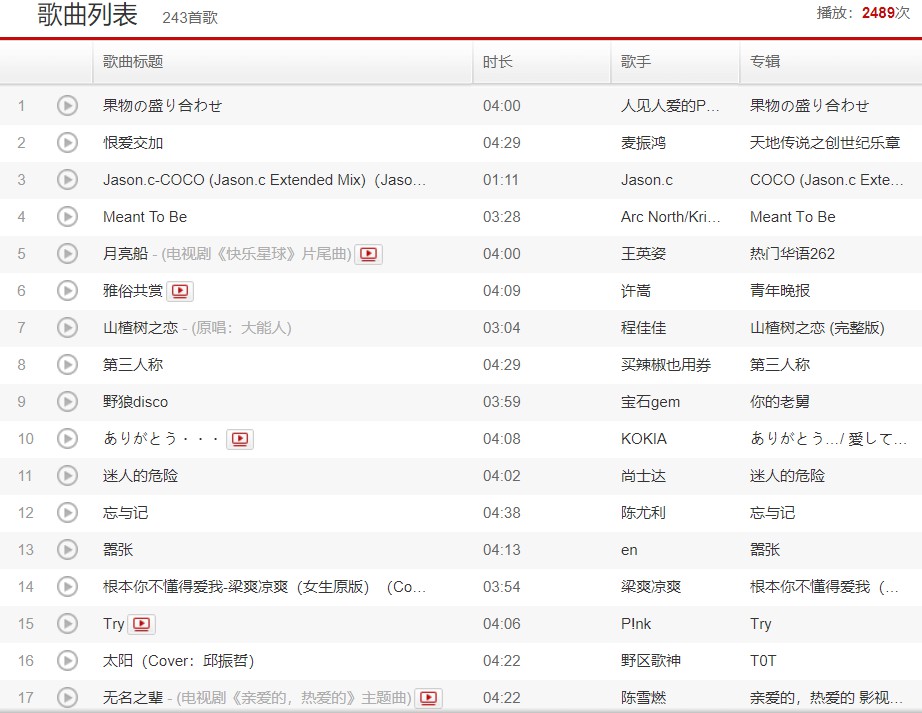 歌曲列表 243首歌 播放：2489次
歌曲标题 时长 歌手 专辑
1 果物の盛り合わせ 04:00 人见人爱的P... 果物の盛り合わせ
2 恨爱交加 04:29 麦振鸿 天地传说之创世纪乐章
3 Jason.c-COCO (Jason.c Extended Mix)（Jaso... 01:11 Jason.c COCO (Jason.c Exte...
4 Meant To Be 03:28 Arc North/Kri... Meant To Be
5 月亮船 - (电视剧《快乐星球》片尾曲) 04:00 王英姿 热门华语262
6 雅俗共赏 04:09 许嵩 青年晚报
7 山楂树之恋 - (原唱：大能人) 03:04 程佳佳 山楂树之恋 (完整版)
8 第三人称 04:29 买辣椒也用券 第三人称
9 野狼disco 03:59 宝石gem 你的老舅
10 ありがとう・・・ 04:08 KOKIA ありがとう.../ 愛して...
11 迷人的危险 04:02 尚士达 迷人的危险
12 忘与记 04:38 陈尤利 忘与记
13 嚣张 04:13 en 嚣张
14 根本你不懂得爱我-梁爽凉爽（女生原版）（Co... 03:54 梁爽凉爽 根本你不懂得爱我（...
15 Try 04:06 P!nk Try
16 太阳（Cover：邱振哲） 04:22 野区歌神 T0T
17 无名之辈 - (电视剧《亲爱的，热爱的》主题曲) 04:22 陈雪燃 亲爱的，热爱的 影视...